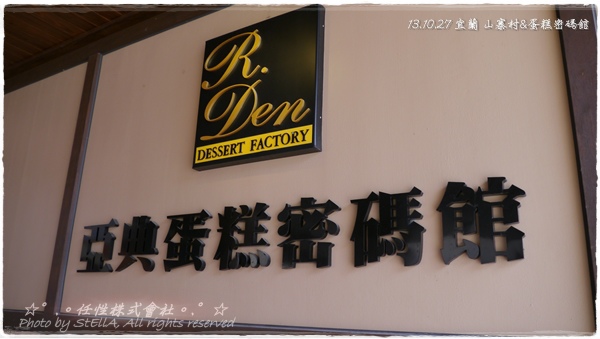 13.10.27 宜蘭 山寨村&蛋糕密碼館
R.
Den
DESSERT FACTORY
亞典蛋糕密碼館
☆°．○任性株式會社○．°☆
Photo by StEllA. All rights reserved